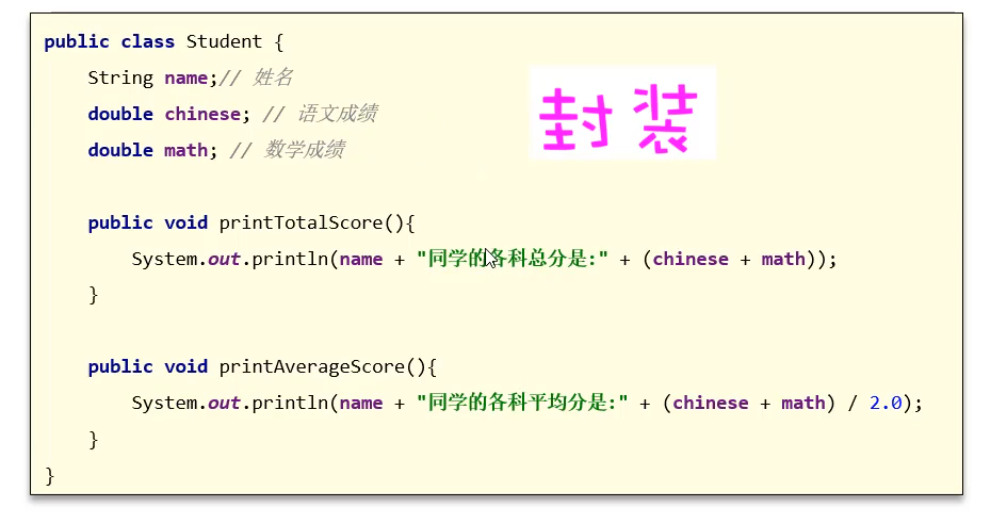 public class Student {
String name;// 姓名
封装
double chinese; // 语文成绩
double math; // 数学成绩
public void printTotalScore(){
System.out.println(name + "同学的各科总分是:" + (chinese + math));
}
public void printAverageScore(){
System.out.println(name + "同学的各科平均分是:" + (chinese + math) / 2.0);
}
}